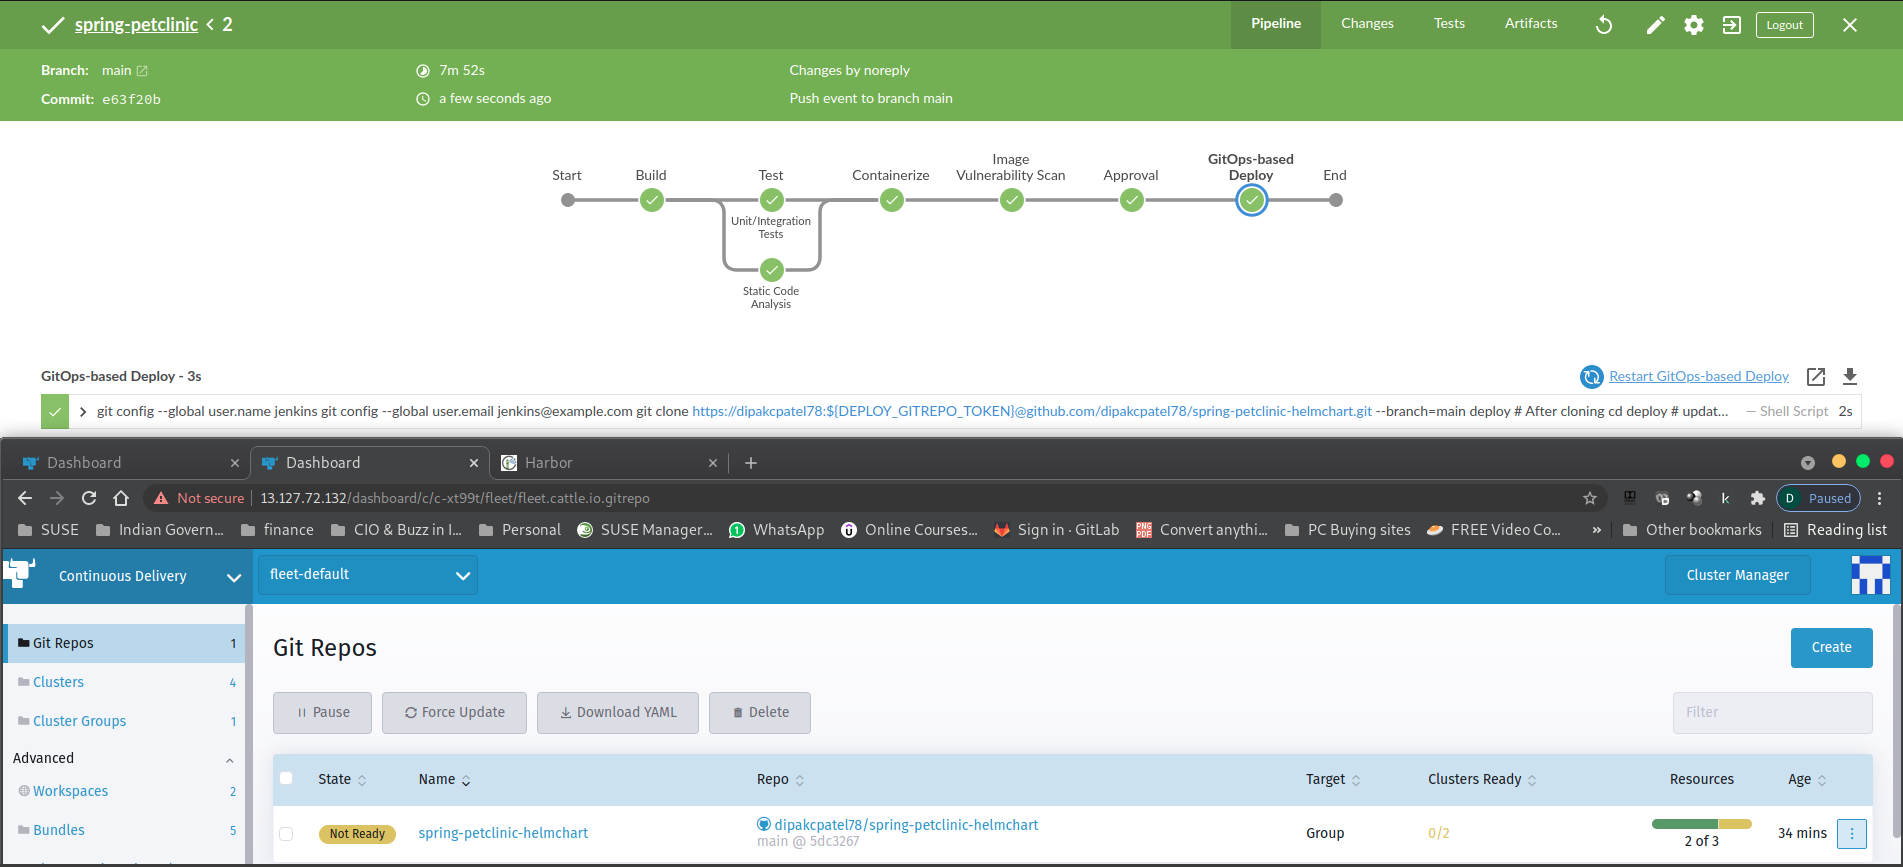 spring-petclinic < 2
Pipeline Changes Tests Artifacts Logout
Branch: main 7m 52s Changes by noreply
Commit: e63f20b a few seconds ago Push event to branch main
Start Build Test Containerize Image Vulnerability Scan Approval GitOps-based Deploy End
Unit/Integration Tests
Static Code Analysis
GitOps-based Deploy - 3s Restart GitOps-based Deploy
git config --global user.name jenkins git config --global user.email jenkins@example.com git clone https://dipakcpatel78:${DEPLOY_GITREPO_TOKEN}@github.com/dipakcpatel78/spring-petclinic-helmchart.git --branch=main deploy # After cloning cd deploy # updat... — Shell Script 2s
Dashboard Dashboard Harbor
Not secure 13.127.72.132/dashboard/c/c-xt99t/fleet/fleet.cattle.io.gitrepo D Paused
SUSE Indian Govern... finance CIO & Buzz in I... Personal SUSE Manager... WhatsApp Online Courses... Sign in · GitLab Convert anythi... PC Buying sites FREE Video Co... » Other bookmarks Reading list
Continuous Delivery fleet-default Cluster Manager
Git Repos 1
Clusters 4
Cluster Groups 1
Advanced
Workspaces 2
Bundles 5
Git Repos Create
Pause Force Update Download YAML Delete Filter
State Name Repo Target Clusters Ready Resources Age
Not Ready spring-petclinic-helmchart dipakcpatel78/spring-petclinic-helmchart Group 0/2 2 of 3 34 mins
main @ 5dc3267